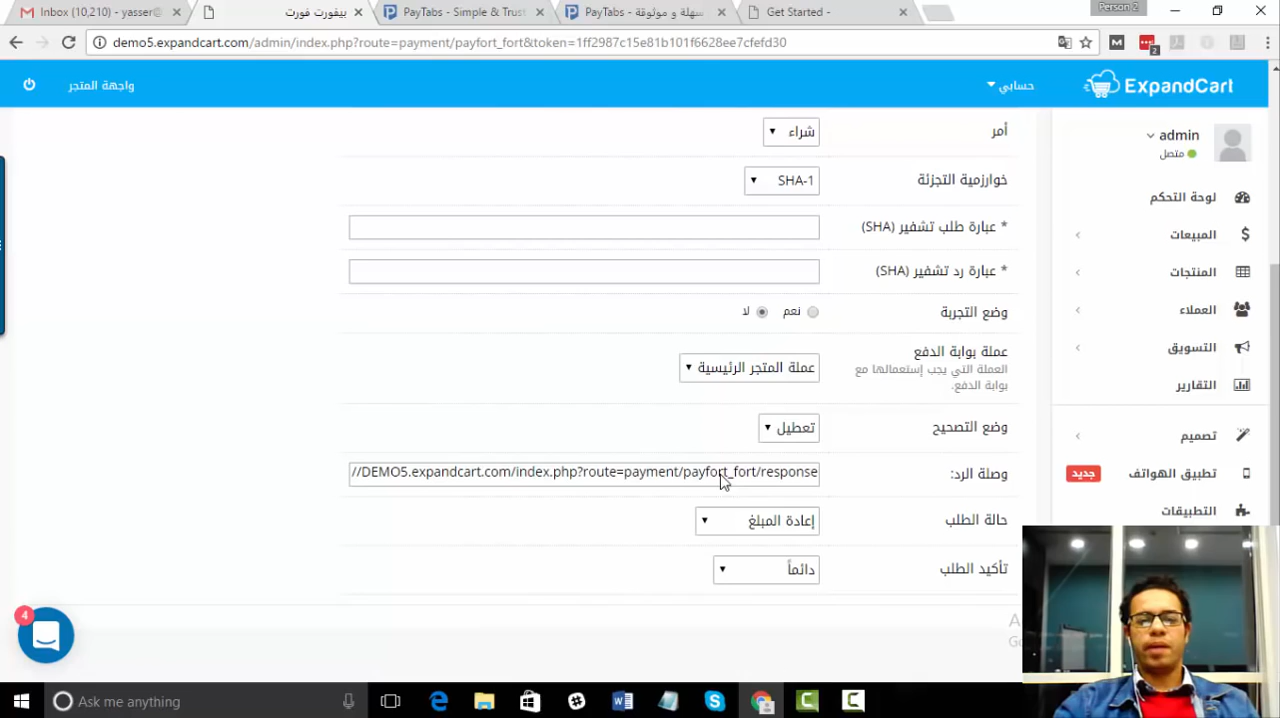 Inbox (10,210) - yasser@
بيفورت فورت
PayTabs - Simple & Trust
PayTabs - سهلة و موثوقة
Get Started -
Person 2
demo5.expandcart.com/admin/index.php?route=payment/payfort_fort&token=1ff2987c15e81b101f6628ee7cfefd30
ExpandCart
حسابي
واجهة المتجر
admin
متصل
لوحة التحكم
المبيعات
المنتجات
العملاء
التسويق
التقارير
تصميم
تطبيق الهواتف جديد
التطبيقات
أمر شراء
خوارزمية التجزئة SHA-1
* عبارة طلب تشفير (SHA)
* عبارة رد تشفير (SHA)
وضع التجربة نعم لا
عملة بوابة الدفع عملة المتجر الرئيسية
العملة التي يجب إستعمالها مع
بوابة الدفع.
وضع التصحيح تعطيل
وصلة الرد: //DEMO5.expandcart.com/index.php?route=payment/payfort_fort/response
حالة الطلب إعادة المبلغ
تأكيد الطلب دائماً
4
Ask me anything